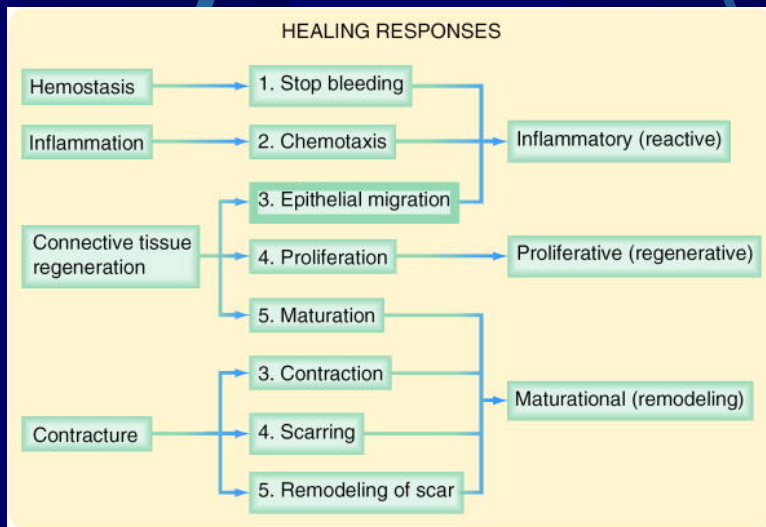 HEALING RESPONSES
Hemostasis
1. Stop bleeding
Inflammation
2. Chemotaxis
Inflammatory (reactive)
3. Epithelial migration
Connective tissue
regeneration
4. Proliferation
Proliferative (regenerative)
5. Maturation
3. Contraction
Maturational (remodeling)
Contracture
4. Scarring
5. Remodeling of scar